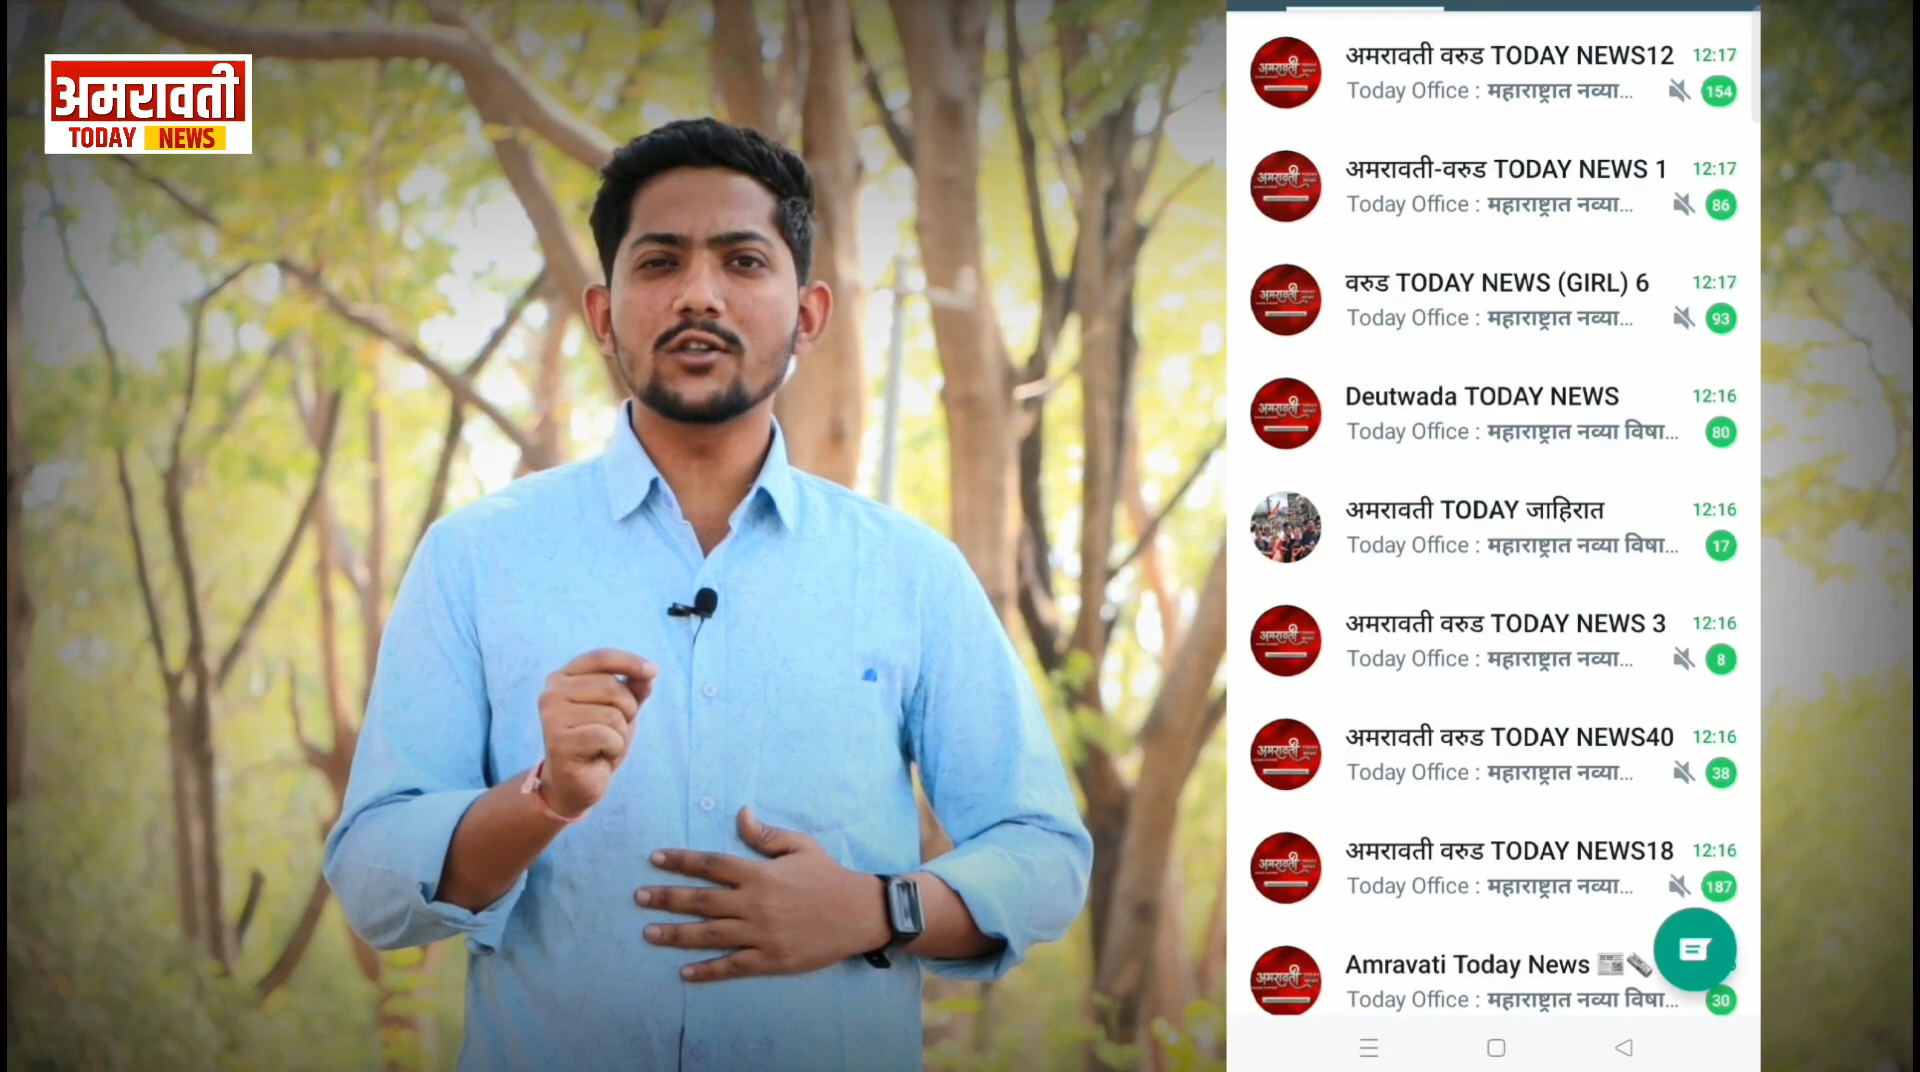 अमरावती
TODAY NEWS
अमरावती वरुड TODAY NEWS12 12:17
Today Office : महाराष्ट्रात नव्या... 154
अमरावती-वरुड TODAY NEWS 1 12:17
Today Office : महाराष्ट्रात नव्या... 86
वरुड TODAY NEWS (GIRL) 6 12:17
Today Office : महाराष्ट्रात नव्या... 93
Deutwada TODAY NEWS 12:16
Today Office : महाराष्ट्रात नव्या विषा... 80
अमरावती TODAY जाहिरात 12:16
Today Office : महाराष्ट्रात नव्या विषा... 17
अमरावती वरुड TODAY NEWS 3 12:16
Today Office : महाराष्ट्रात नव्या... 8
अमरावती वरुड TODAY NEWS40 12:16
Today Office : महाराष्ट्रात नव्या... 38
अमरावती वरुड TODAY NEWS18 12:16
Today Office : महाराष्ट्रात नव्या... 187
Amravati Today News
Today Office : महाराष्ट्रात नव्या विषा... 30